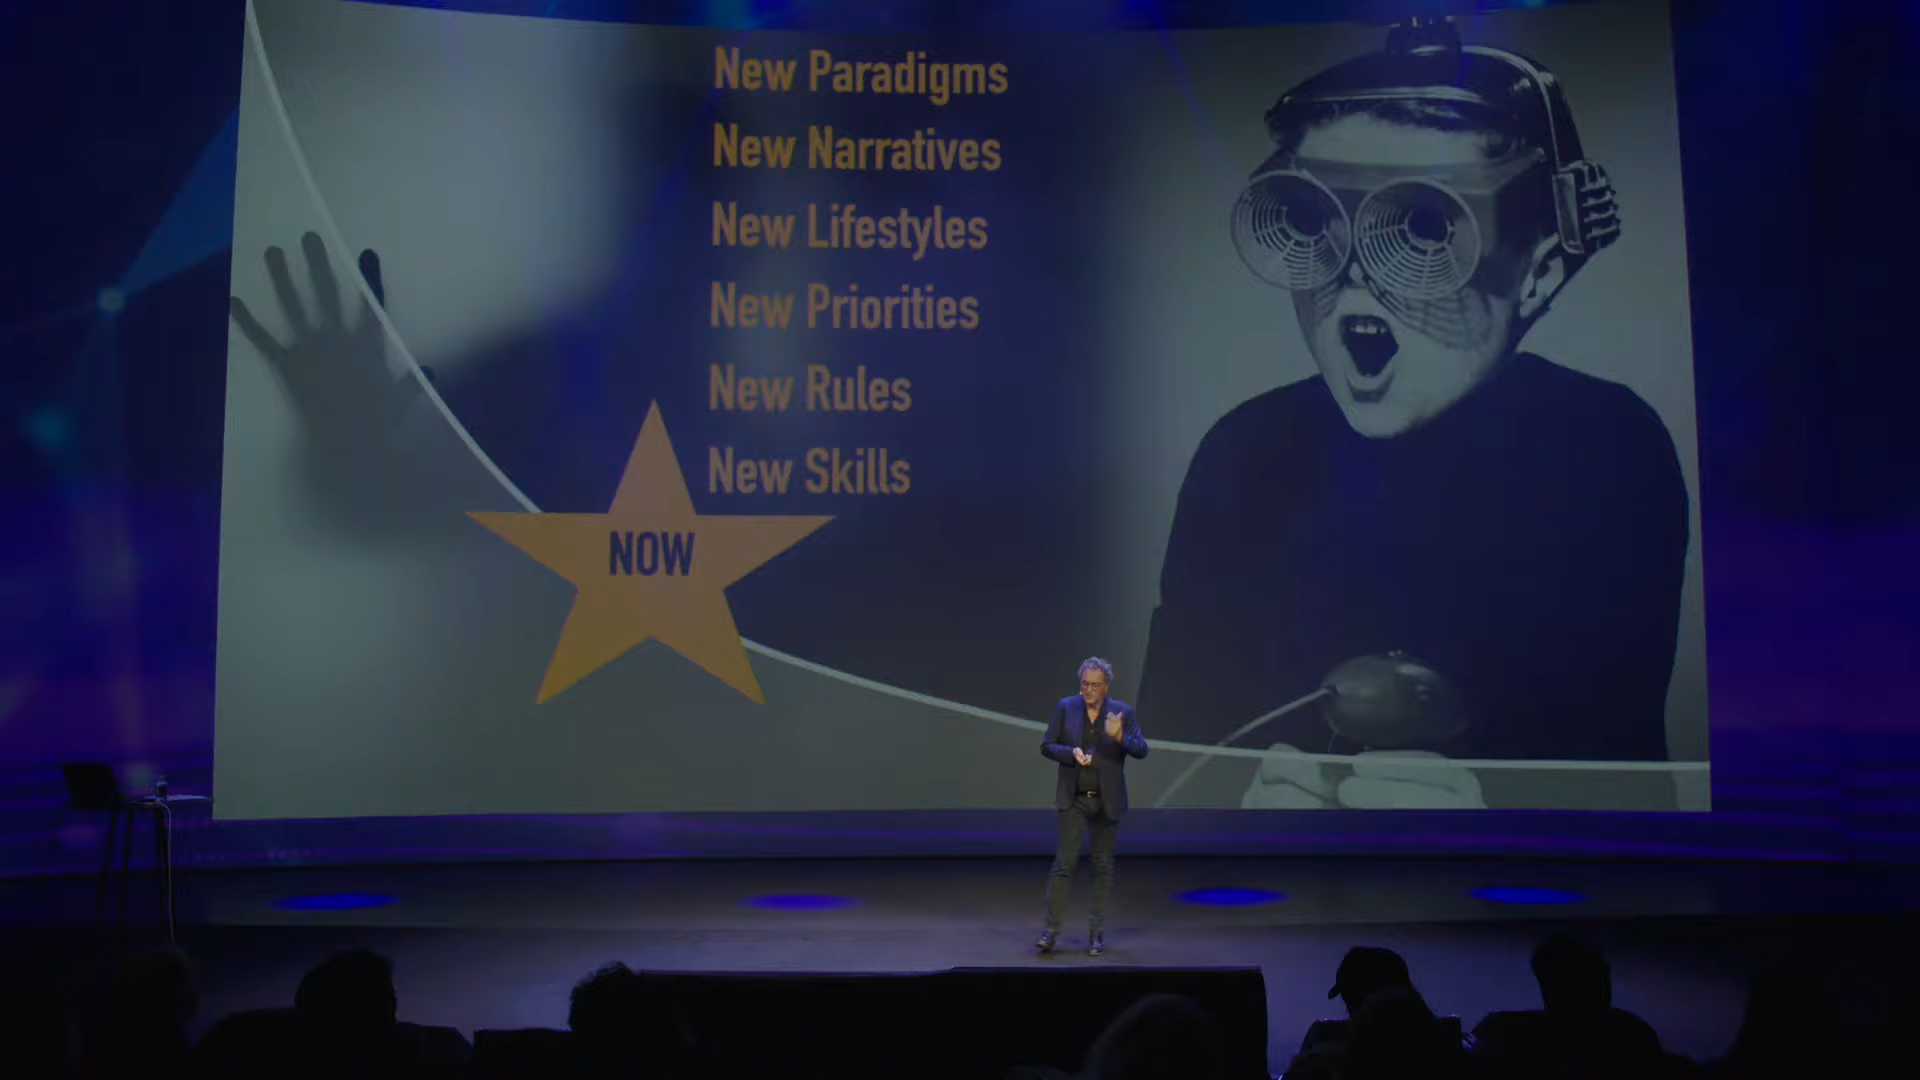 New Paradigms
New Narratives
New Lifestyles
New Priorities
New Rules
New Skills
NOW